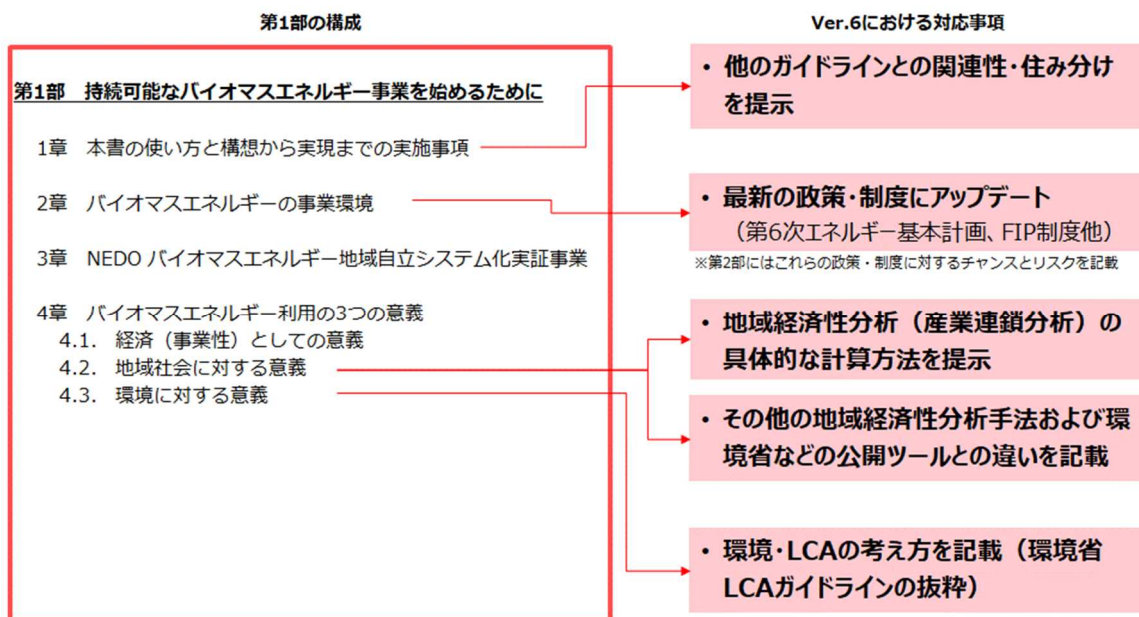 第1部の構成
第1部 持続可能なバイオマスエネルギー事業を始めるために
1章 本書の使い方と構想から実現までの実施事項
2章 バイオマスエネルギーの事業環境
3章 NEDO バイオマスエネルギー地域自立システム化実証事業
4章 バイオマスエネルギー利用の3つの意義
4.1. 経済（事業性）としての意義
4.2. 地域社会に対する意義
4.3. 環境に対する意義
Ver.6における対応事項
・ 他のガイドラインとの関連性・住み分け
を提示
・ 最新の政策・制度にアップデート
（第6次エネルギー基本計画、FIP制度他）
※第2部にはこれらの政策・制度に対するチャンスとリスクを記載
・ 地域経済性分析（産業連鎖分析）の
具体的な計算方法を提示
・ その他の地域経済性分析手法および環
境省などの公開ツールとの違いを記載
・ 環境・LCAの考え方を記載（環境省
LCAガイドラインの抜粋）